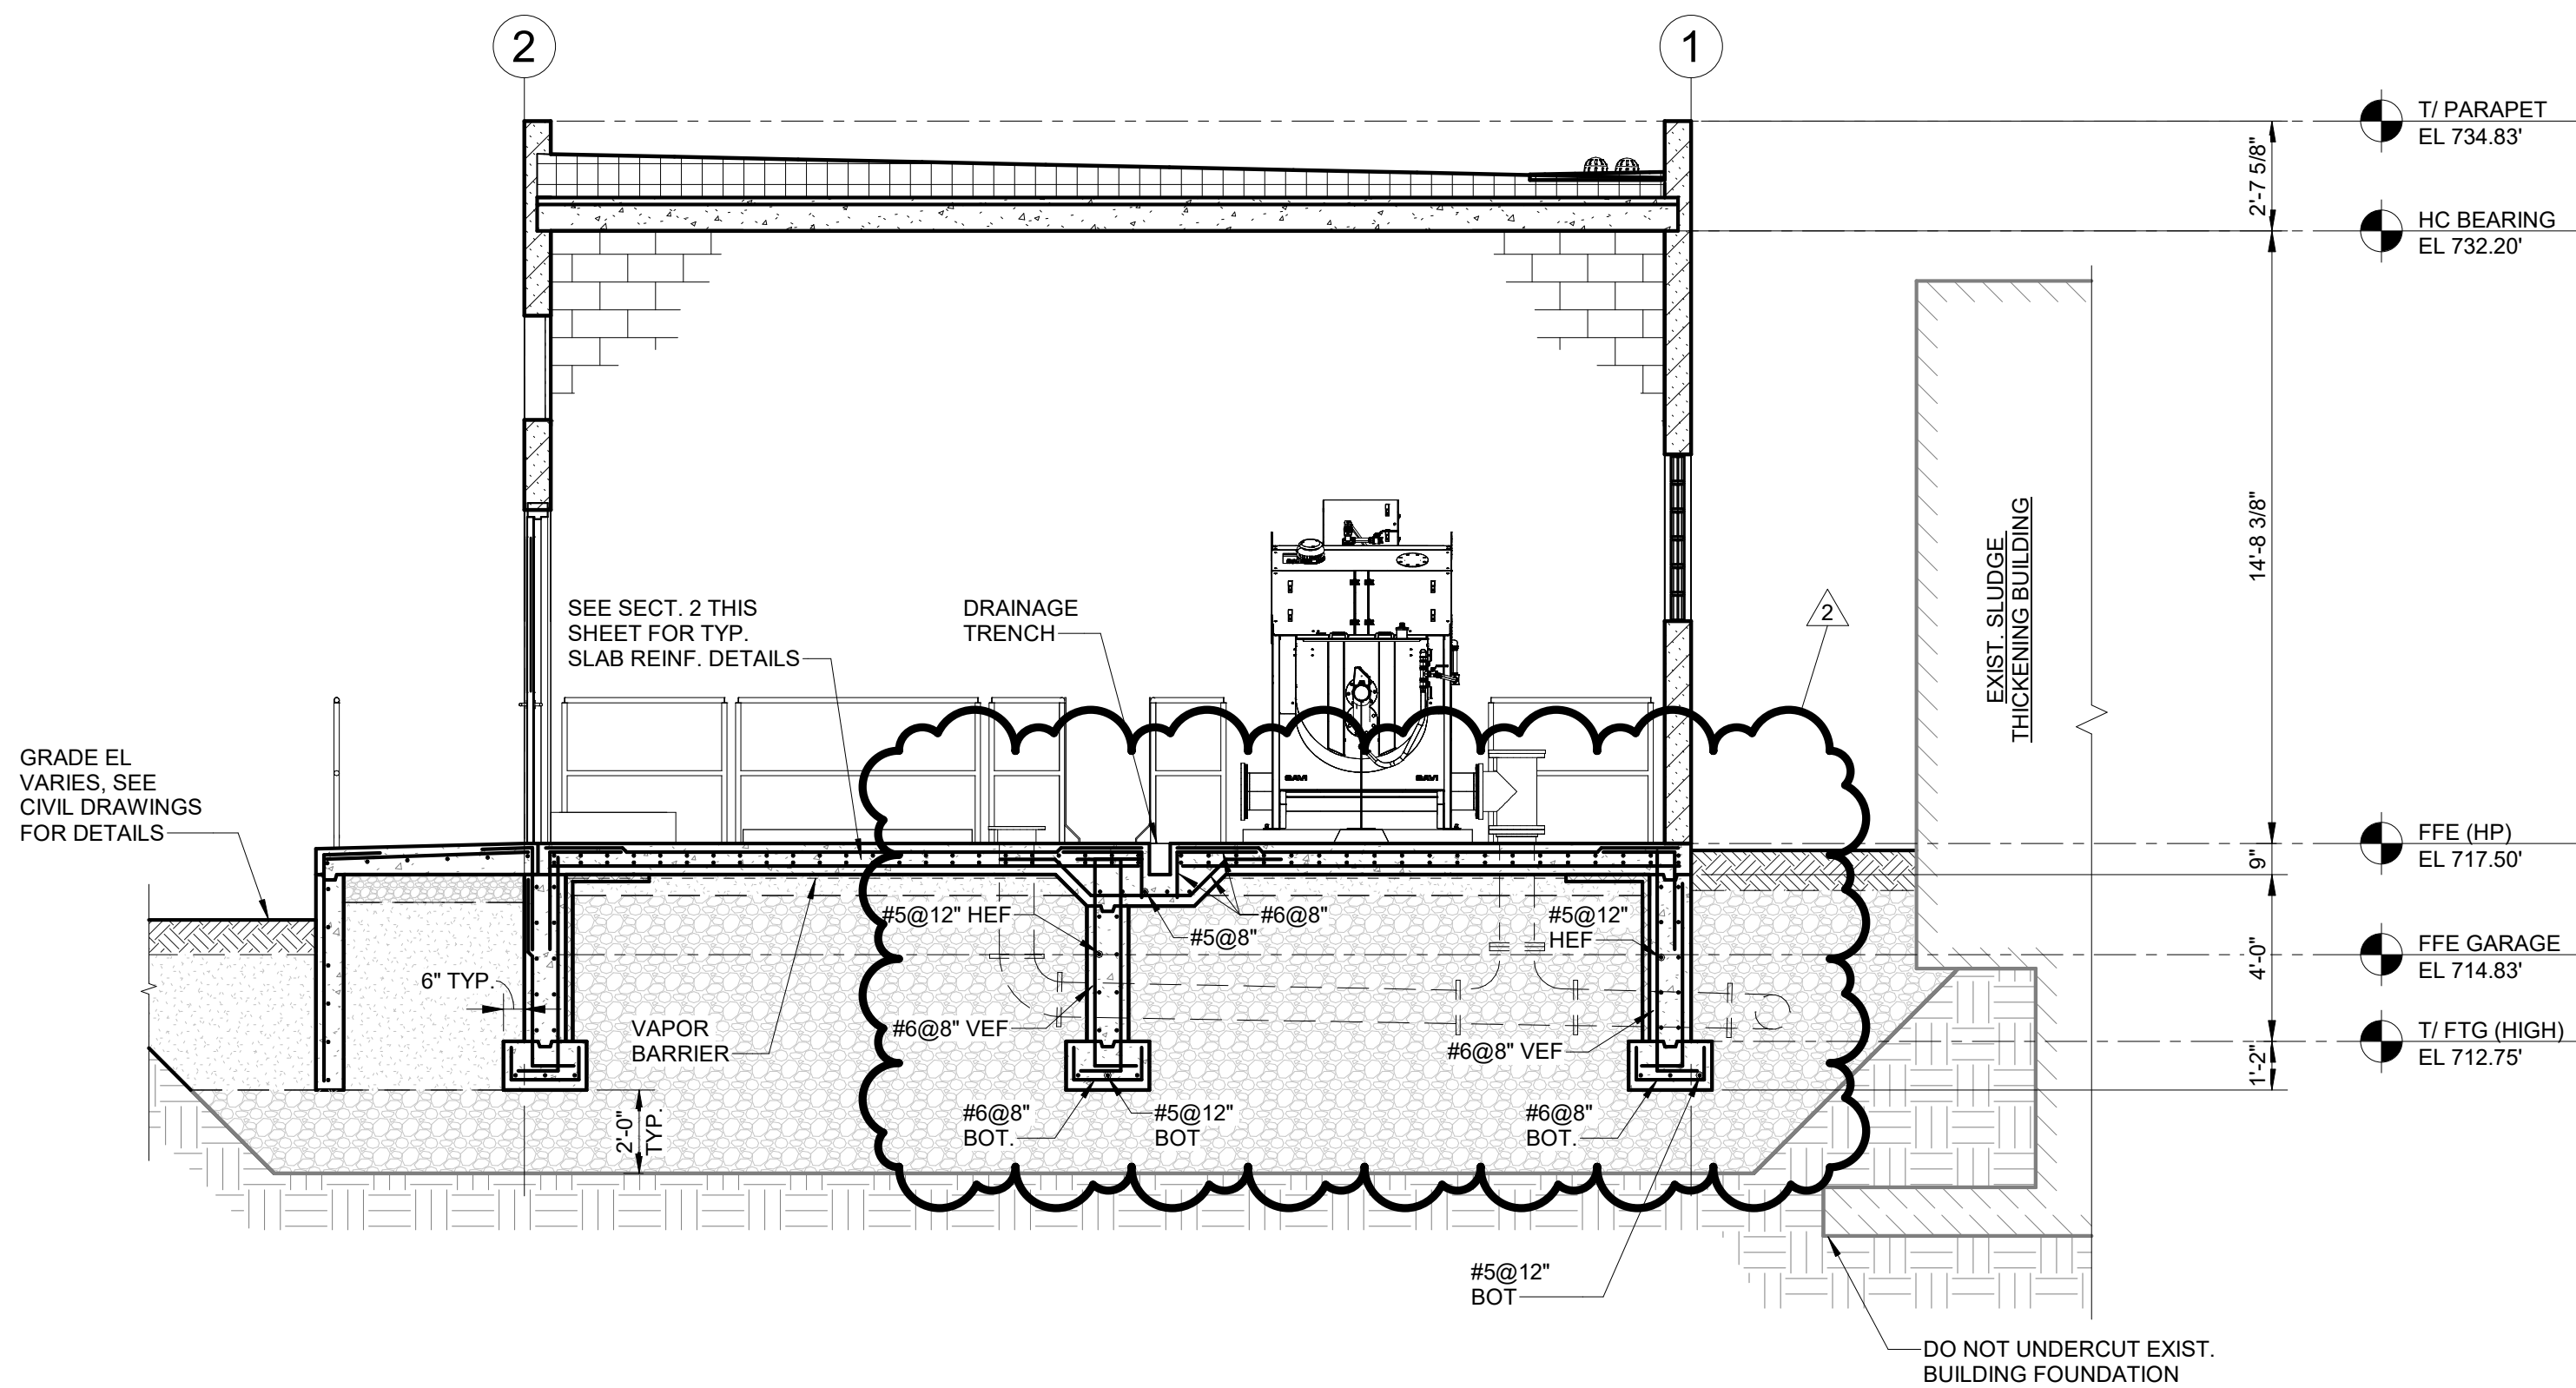 2
1
T/ PARAPET
EL 734.83'
2'-7 5/8"
HC BEARING
EL 732.20'
14'-8 3/8"
EXIST. SLUDGE
THICKENING BUILDING
SEE SECT. 2 THIS
SHEET FOR TYP.
SLAB REINF. DETAILS
DRAINAGE
TRENCH
2
GRADE EL
VARIES, SEE
CIVIL DRAWINGS
FOR DETAILS
FFE (HP)
EL 717.50'
9"
#5@12" HEF
#6@8"
#5@8"
#5@12"
HEF
FFE GARAGE
EL 714.83'
4'-0"
6" TYP.
VAPOR
BARRIER
#6@8" VEF
#6@8" VEF
T/ FTG (HIGH)
EL 712.75'
1'-2"
2'-0"
TYP.
#6@8"
BOT.
#5@12"
BOT
#6@8"
BOT.
#5@12"
BOT
DO NOT UNDERCUT EXIST.
BUILDING FOUNDATION